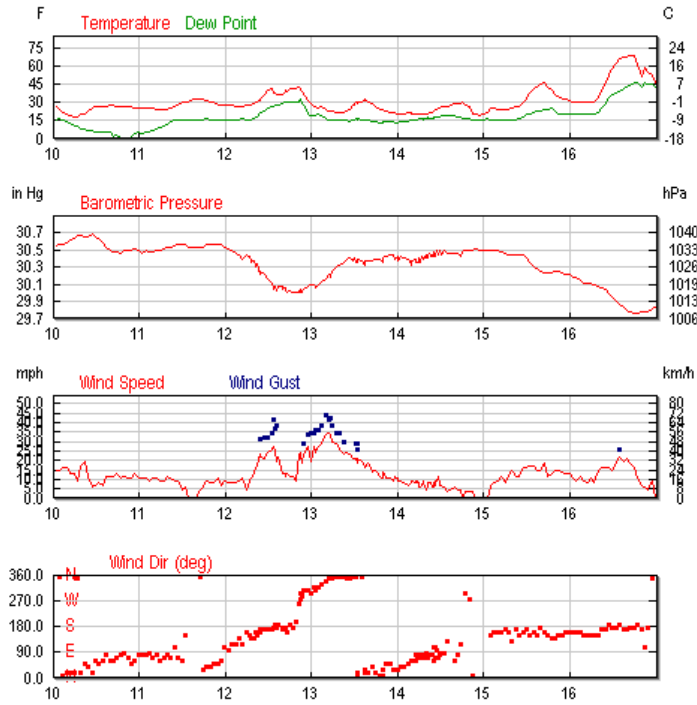 F Temperature Dew Point C
75 24
60 16
45 7
30 -1
15 -9
0 -18
10 11 12 13 14 15 16
in Hg Barometric Pressure hPa
30.7 1040
30.5 1033
30.3 1026
30.1 1019
29.9 1013
29.7 1006
10 11 12 13 14 15 16
mph Wind Speed Wind Gust km/h
50.0 80
45.0 72
40.0 64
35.0 56
30.0 48
25.0 40
20.0 32
15.0 24
10.0 16
5.0 8
0.0 0
10 11 12 13 14 15 16
Wind Dir (deg)
360.0 N
270.0 W
180.0 S
90.0 E
0.0
10 11 12 13 14 15 16